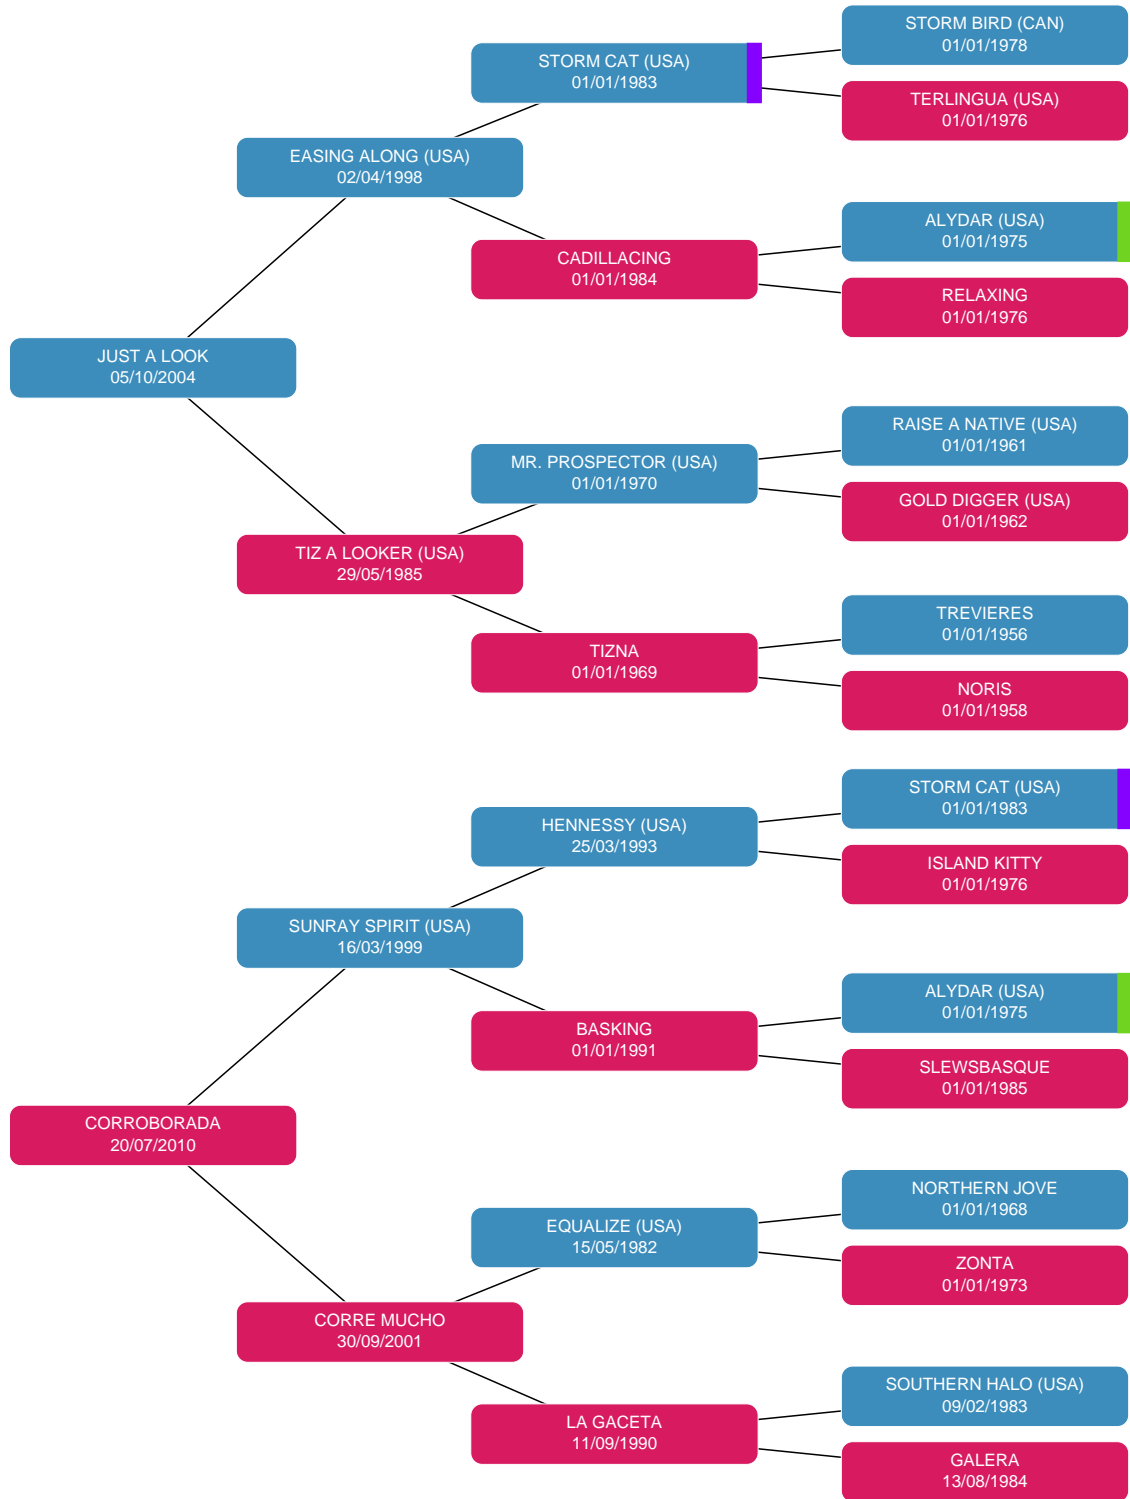 STORM BIRD (CAN)
01/01/1978
STORM CAT (USA)
01/01/1983
TERLINGUA (USA)
01/01/1976
EASING ALONG (USA)
02/04/1998
ALYDAR (USA)
01/01/1975
CADILLACING
01/01/1984
RELAXING
01/01/1976
JUST A LOOK
05/10/2004
RAISE A NATIVE (USA)
01/01/1961
MR. PROSPECTOR (USA)
01/01/1970
GOLD DIGGER (USA)
01/01/1962
TIZ A LOOKER (USA)
29/05/1985
TREVIERES
01/01/1956
TIZNA
01/01/1969
NORIS
01/01/1958
STORM CAT (USA)
01/01/1983
HENNESSY (USA)
25/03/1993
ISLAND KITTY
01/01/1976
SUNRAY SPIRIT (USA)
16/03/1999
ALYDAR (USA)
01/01/1975
BASKING
01/01/1991
SLEWSBASQUE
01/01/1985
CORROBORADA
20/07/2010
NORTHERN JOVE
01/01/1968
EQUALIZE (USA)
15/05/1982
ZONTA
01/01/1973
CORRE MUCHO
30/09/2001
SOUTHERN HALO (USA)
09/02/1983
LA GACETA
11/09/1990
GALERA
13/08/1984